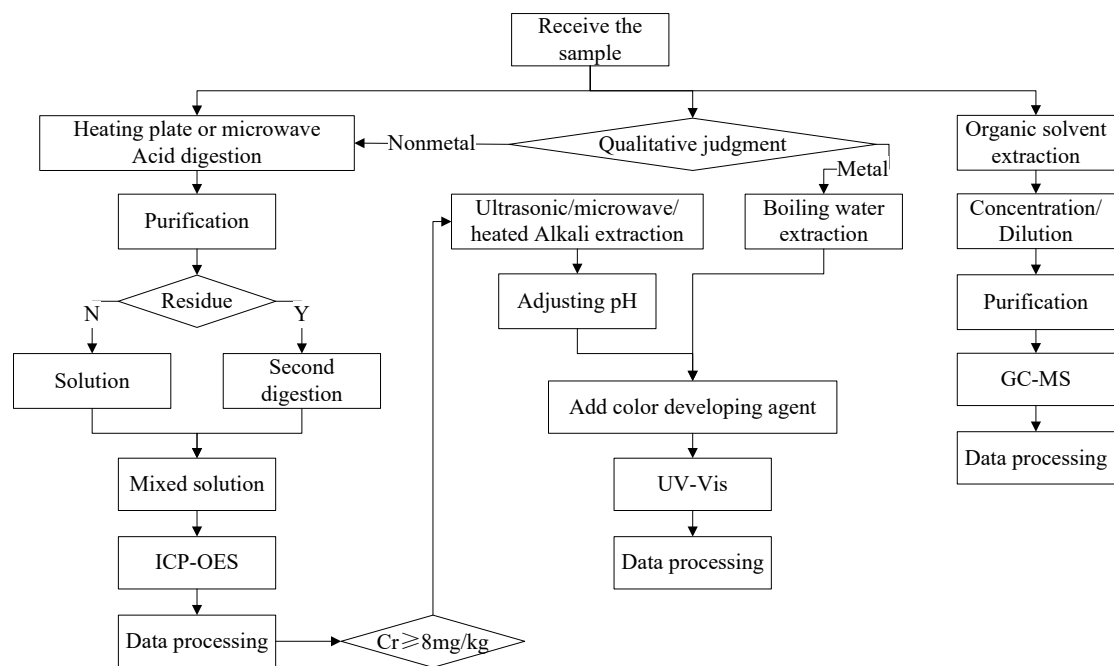 Receive the
sample
Heating plate or microwave
Acid digestion
Nonmetal
Qualitative judgment
Metal
Organic solvent
extraction
Purification
Ultrasonic/microwave/
heated Alkali extraction
Boiling water
extraction
Concentration/
Dilution
Residue
N
Y
Adjusting pH
Purification
Solution
Second
digestion
Add color developing agent
GC-MS
Mixed solution
UV-Vis
Data processing
ICP-OES
Data processing
Data processing
Cr≥8mg/kg